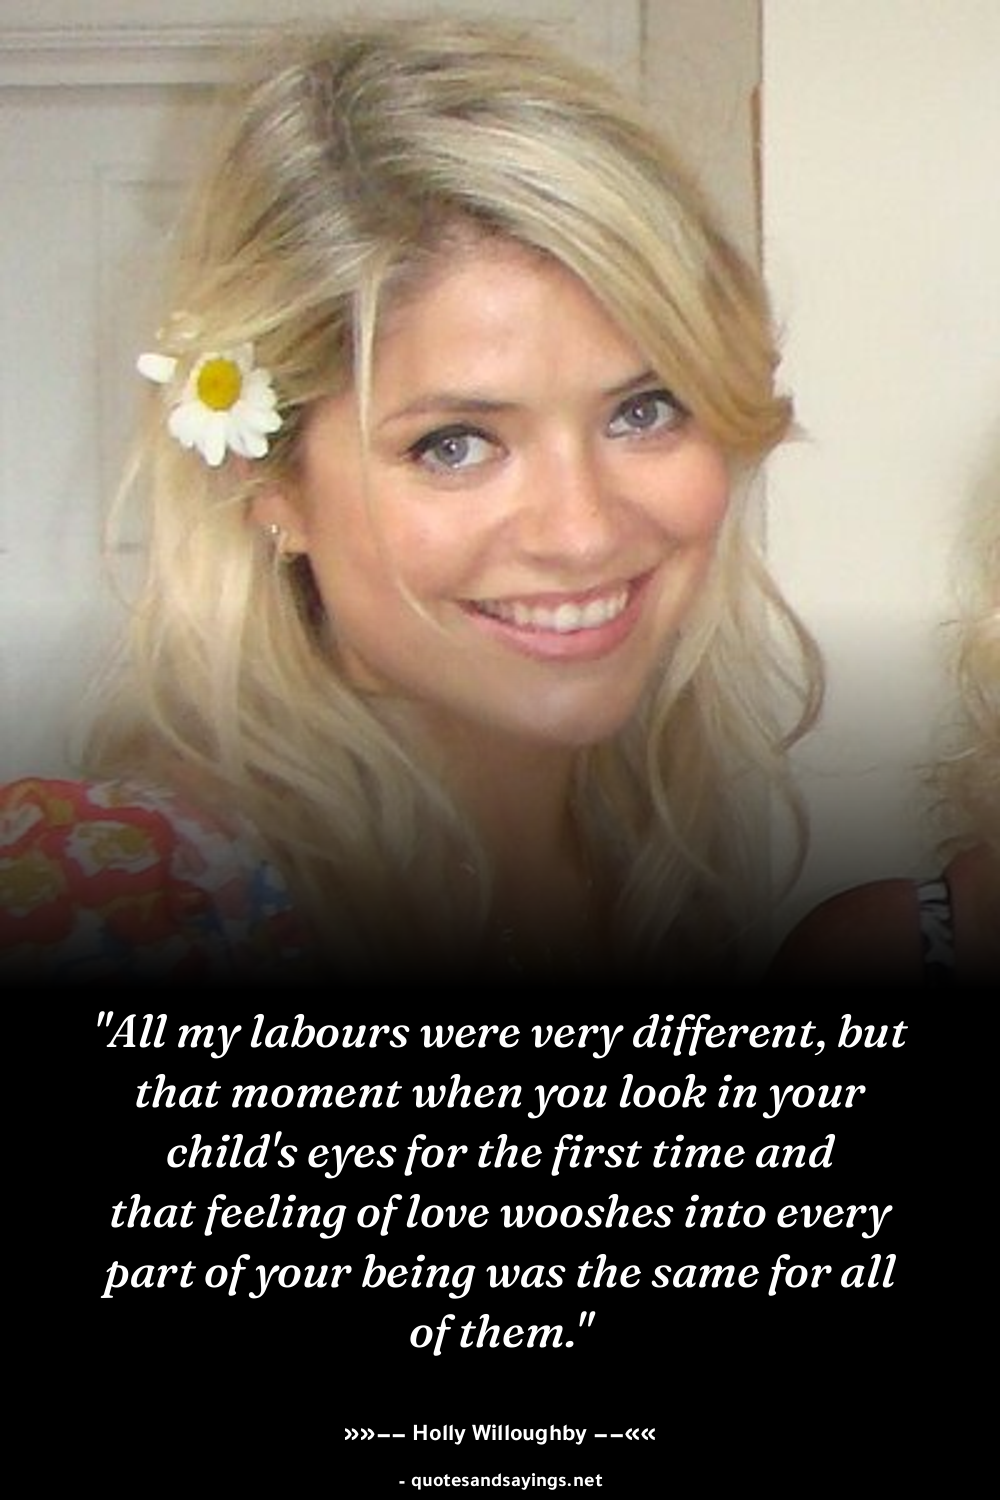 "All my labours were very different, but
that moment when you look in your
child's eyes for the first time and
that feeling of love wooshes into every
part of your being was the same for all
of them."
»»−− Holly Willoughby −−««
- quotesandsayings.net